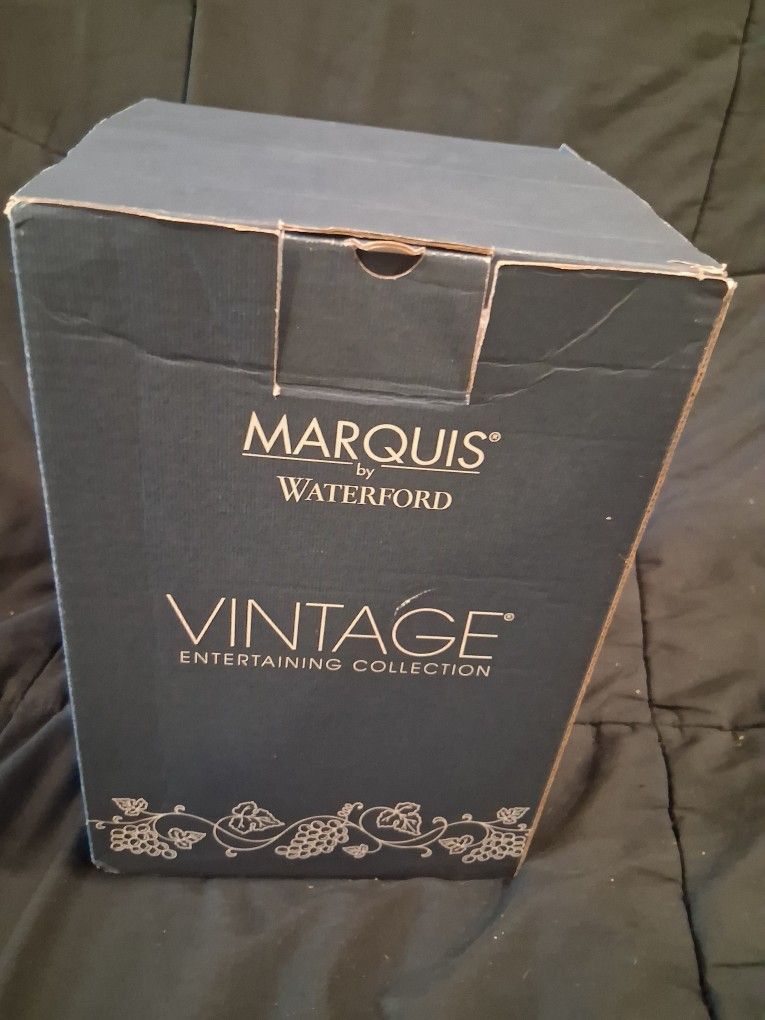 MARQUIS®
by
WATERFORD
VINTAGE®
ENTERTAINING COLLECTION